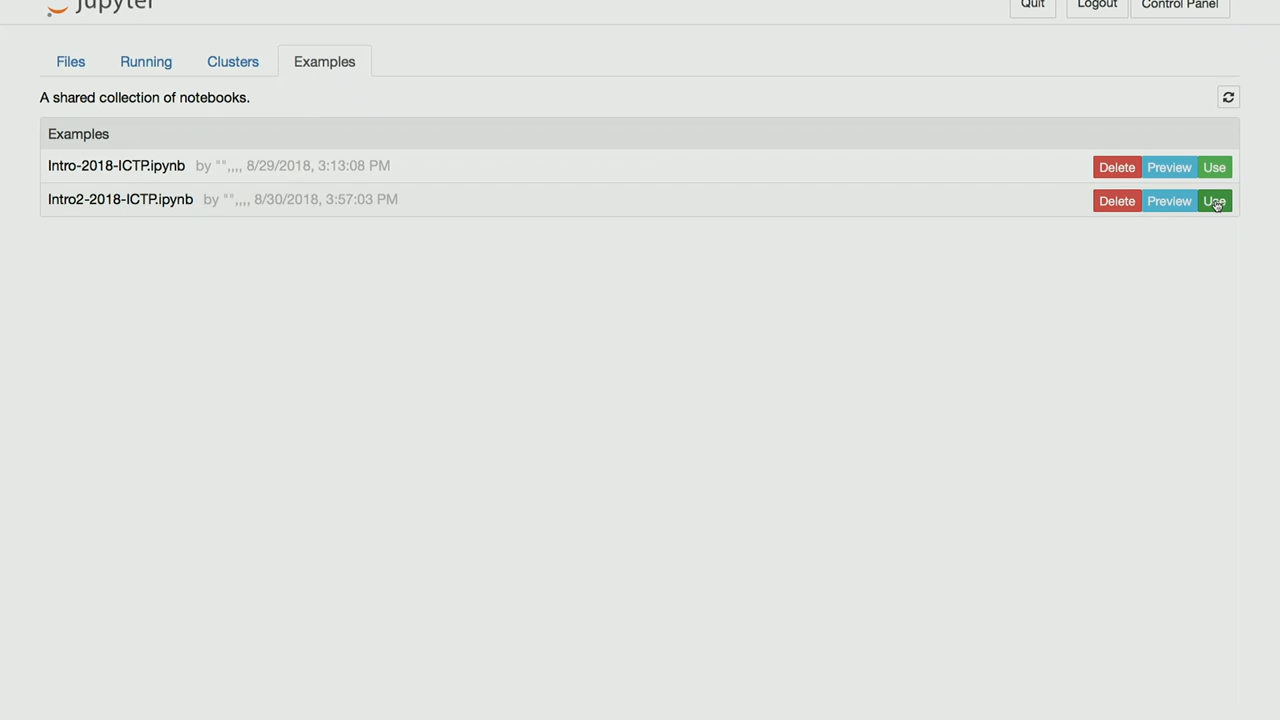 jupyter
Quit Logout Control Panel
Files Running Clusters Examples
A shared collection of notebooks.
Examples
Intro-2018-ICTP.ipynb by "",,,, 8/29/2018, 3:13:08 PM Delete Preview Use
Intro2-2018-ICTP.ipynb by "",,,, 8/30/2018, 3:57:03 PM Delete Preview Use